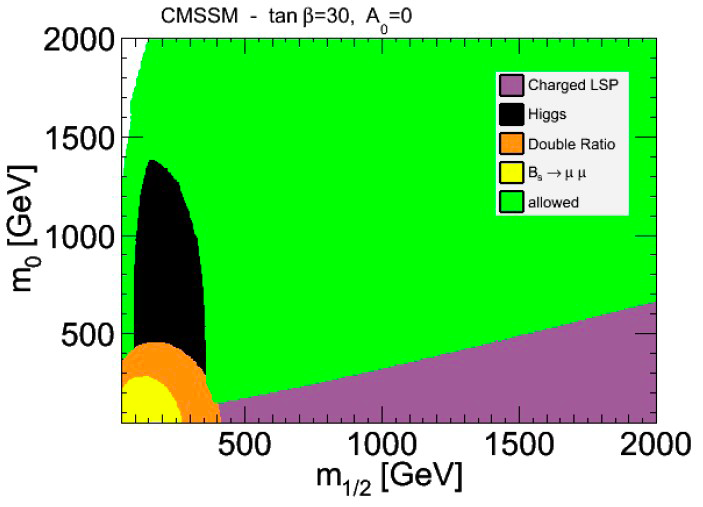 CMSSM - tan β=30, A₀=0
2000
1500
1000
500
m₀ [GeV]
Charged LSP
Higgs
Double Ratio
Bₛ → μ μ
allowed
500 1000 1500 2000
m₁/₂ [GeV]